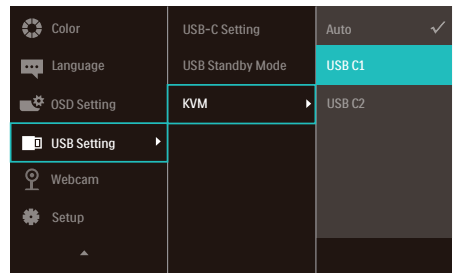 Color
Language
OSD Setting
USB Setting
Webcam
Setup
USB-C Setting
USB Standby Mode
KVM
Auto
USB C1
USB C2